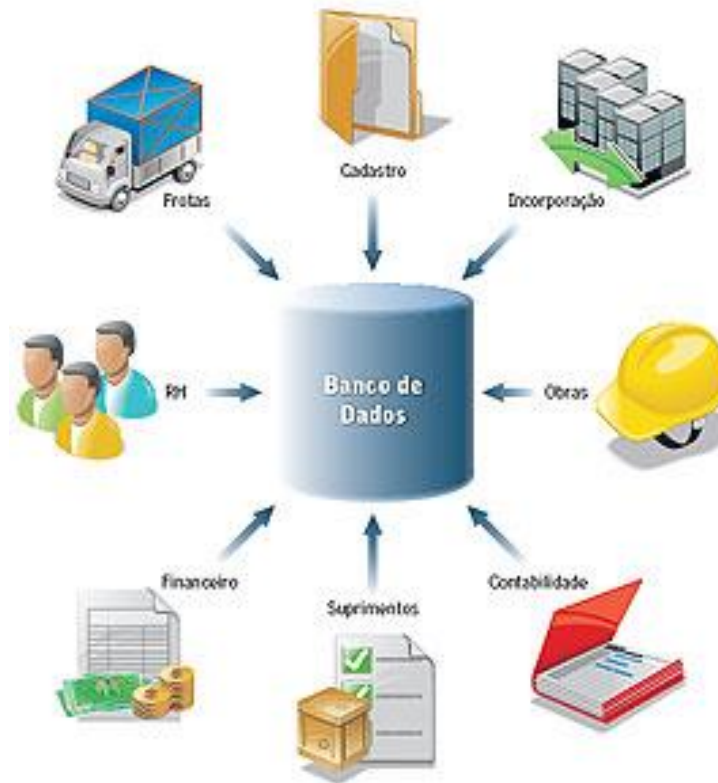 Cadastro
Frotas
Incorporação
RH
Banco de
Dados
Obras
Financeiro
Suprimentos
Contabilidade